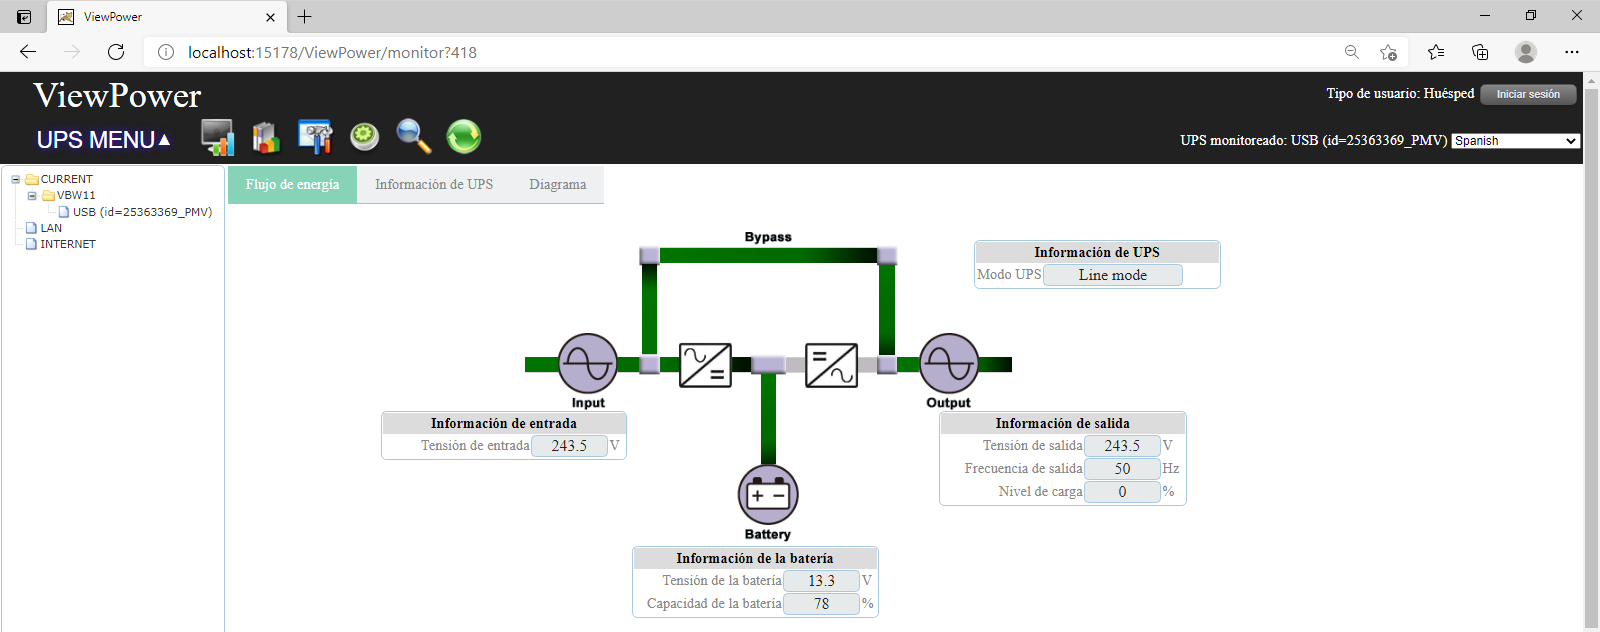 ViewPower
localhost:15178/ViewPower/monitor?418
ViewPower
Tipo de usuario: Huésped Iniciar sesión
UPS MENU▲
UPS monitoreado: USB (id=25363369_PMV) Spanish
CURRENT
VBW11
USB (id=25363369_PMV)
LAN
INTERNET
Flujo de energía Información de UPS Diagrama
Bypass
Información de UPS
Modo UPS Line mode
Input
Output
Información de entrada
Tensión de entrada 243.5 V
Información de salida
Tensión de salida 243.5 V
Frecuencia de salida 50 Hz
Nivel de carga 0 %
Battery
Información de la batería
Tensión de la batería 13.3 V
Capacidad de la batería 78 %